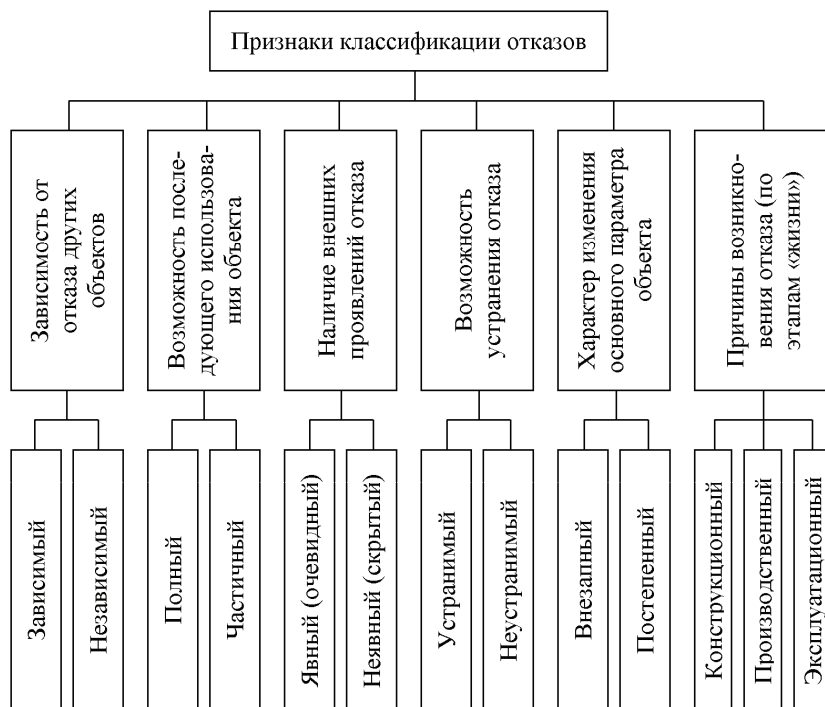 Признаки классификации отказов
Зависимость от
отказа других
объектов
Возможность после-
дующего использова-
ния объекта
Наличие внешних
проявлений отказа
Возможность
устранения отказа
Характер изменения
основного параметра
объекта
Причины возникно-
вения отказа (по
этапам «жизни»)
Зависимый
Независимый
Полный
Частичный
Явный (очевидный)
Неявный (скрытый)
Устранимый
Неустранимый
Внезапный
Постепенный
Конструкционный
Производственный
Эксплуатационный